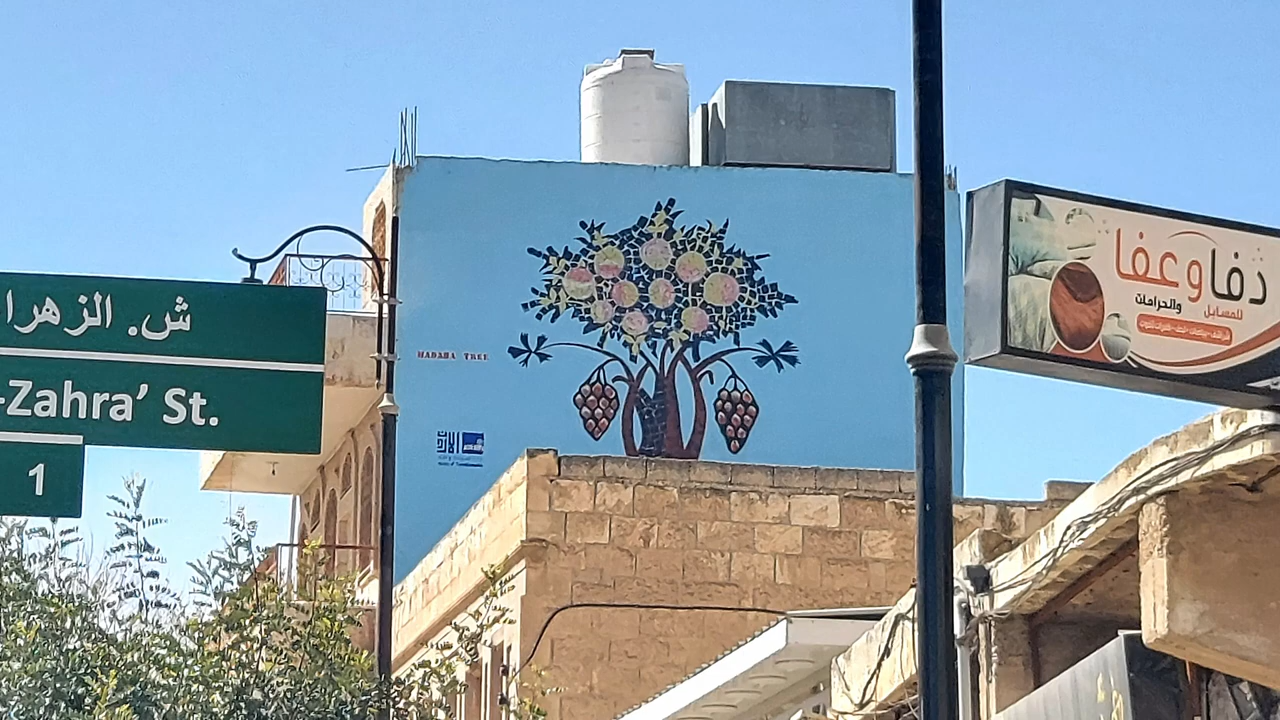 ش. الزهرا
-Zahra' St.
1
MADABA TREE
دفا وعفا
للمسابل والحرامات